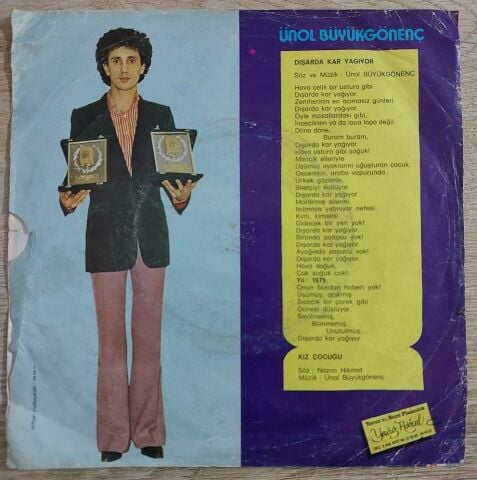 ÜNOL BÜYÜKGÖNENÇ
DIŞARDA KAR YAĞIYOR
Söz ve Müzik : Ünol BÜYÜKGÖNENÇ
Hava çelik bir ustura gibi.
Dışarda kar yağıyor.
Zemherinin en acımasız günleri.
Dışarda kar yağıyor.
Öyle masallardaki gibi,
İncecikten ya da lapa lapa değil.
Döne döne,
Buram buram,
Dışarda kar yağıyor.
Hava ustura gibi soğuk!
Minicik elleriyle
Üşümüş ayaklarını uğuşturan çocuk,
Geceleyin, araba vapurunda.
Ürkek gözlerle,
Biletçiyi kolluyor.
Dışarda kar yağıyor.
Morarmış ellerini
Isıtmaya yetmiyor nefesi.
Kimi, kimsesi
Gidecek bir yeri yok!
Dışarda kar yağıyor.
Sırtında paltosu yok!
Dışarda kar yağıyor.
Ayağında papucu yok!
Dışarda kar yağıyor.
Hava soğuk,
Çok soğuk çok!.
Yıl : 1979
Onun bundan haberi yok!
Üşümüş, acıkmış
Sıcacık bir çörek gibi
Güneşi düşlüyor.
Sevilmemiş,
Bilinmemiş,
Unutulmuş.
Dışarda kar yağıyor.
KIZ ÇOCUĞU
Söz : Nazım Hikmet
Müzik : Ünol Büyükgönenç
Yavuz
Plakçılık